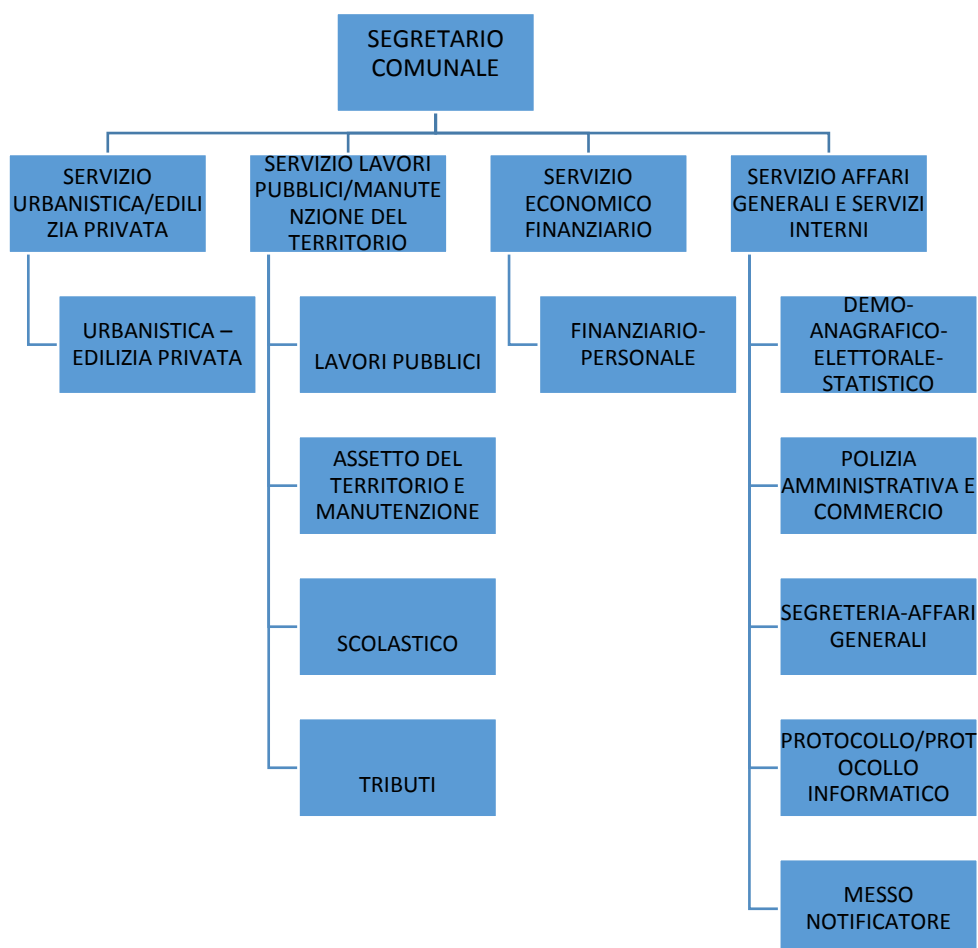 SEGRETARIO
COMUNALE
SERVIZIO
URBANISTICA/EDILI
ZIA PRIVATA
SERVIZIO LAVORI
PUBBLICI/MANUTE
NZIONE DEL
TERRITORIO
SERVIZIO
ECONOMICO
FINANZIARIO
SERVIZIO AFFARI
GENERALI E SERVIZI
INTERNI
URBANISTICA –
EDILIZIA PRIVATA
LAVORI PUBBLICI
ASSETTO DEL
TERRITORIO E
MANUTENZIONE
SCOLASTICO
TRIBUTI
FINANZIARIO-
PERSONALE
DEMO-
ANAGRAFICO-
ELETTORALE-
STATISTICO
POLIZIA
AMMINISTRATIVA E
COMMERCIO
SEGRETERIA-AFFARI
GENERALI
PROTOCOLLO/PROT
OCOLLO
INFORMATICO
MESSO
NOTIFICATORE